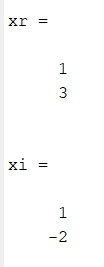 xr =
1
3
xi =
1
-2